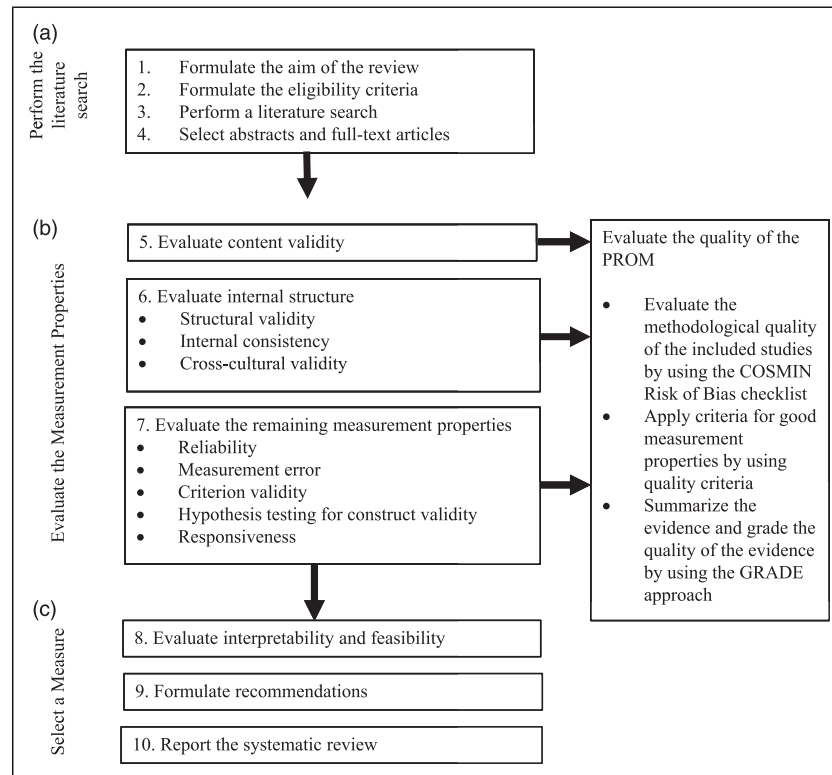 (a)
Perform the
literature
search
1. Formulate the aim of the review
2. Formulate the eligibility criteria
3. Perform a literature search
4. Select abstracts and full-text articles
(b)
Evaluate the Measurement Properties
5. Evaluate content validity
6. Evaluate internal structure
• Structural validity
• Internal consistency
• Cross-cultural validity
7. Evaluate the remaining measurement properties
• Reliability
• Measurement error
• Criterion validity
• Hypothesis testing for construct validity
• Responsiveness
Evaluate the quality of the
PROM
• Evaluate the
methodological quality
of the included studies
by using the COSMIN
Risk of Bias checklist
• Apply criteria for good
measurement
properties by using
quality criteria
• Summarize the
evidence and grade the
quality of the evidence
by using the GRADE
approach
(c)
Select a Measure
8. Evaluate interpretability and feasibility
9. Formulate recommendations
10. Report the systematic review